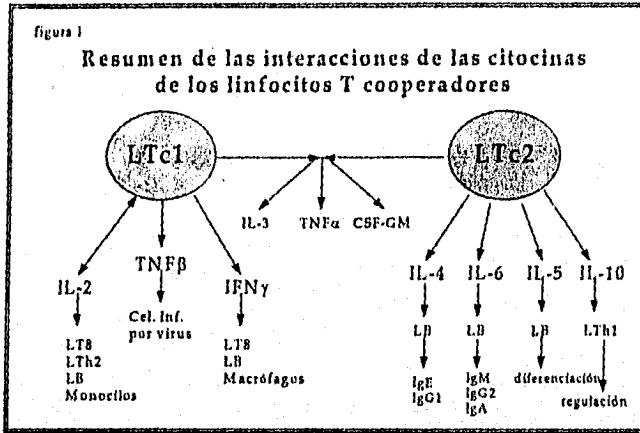 figura 1
Resumen de las interacciones de las citocinas
de los linfocitos T cooperadores
LTc1
LTc2
IL-3
TNFα
CSF-GM
IL-2
TNFβ
IFNγ
IL-4
IL-6
IL-5
IL-10
Cel. Inf.
por virus
LT8
LTh2
LB
Monocitos
LT8
LB
Macrófagos
LB
LB
LB
LTh1
IgE
IgG1
IgM
IgG2
IgA
diferenciación
regulación